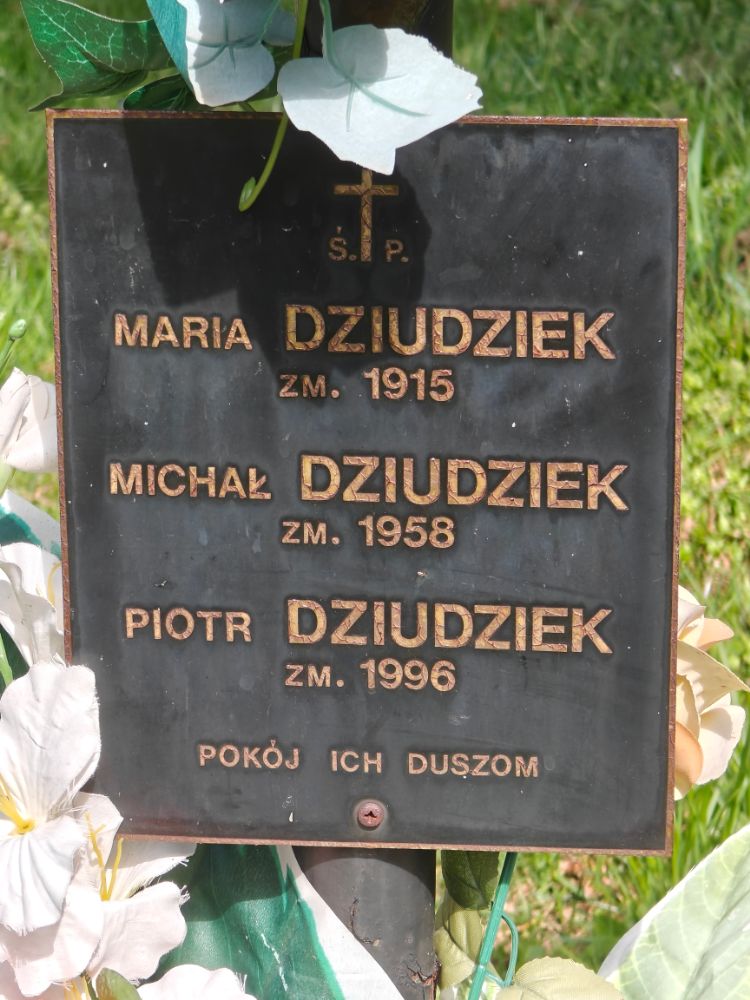 Ś. P.
MARIA DZIUDZIEK
ZM. 1915
MICHAŁ DZIUDZIEK
ZM. 1958
PIOTR DZIUDZIEK
ZM. 1996
POKÓJ ICH DUSZOM